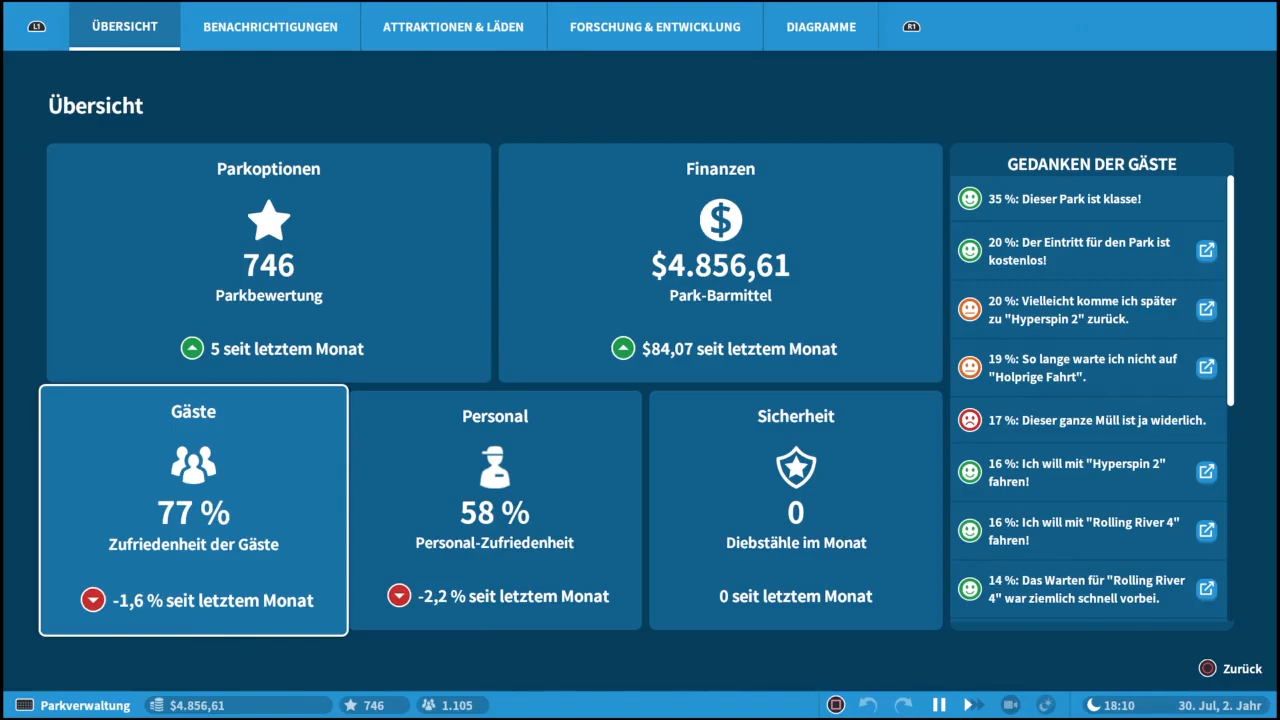 L1
ÜBERSICHT
BENACHRICHTIGUNGEN
ATTRAKTIONEN & LÄDEN
FORSCHUNG & ENTWICKLUNG
DIAGRAMME
R1
Übersicht
Parkoptionen
746
Parkbewertung
5 seit letztem Monat
Finanzen
$
$4.856,61
Park-Barmittel
$84,07 seit letztem Monat
Gäste
77 %
Zufriedenheit der Gäste
-1,6 % seit letztem Monat
Personal
58 %
Personal-Zufriedenheit
-2,2 % seit letztem Monat
Sicherheit
0
Diebstähle im Monat
0 seit letztem Monat
GEDANKEN DER GÄSTE
35 %: Dieser Park ist klasse!
20 %: Der Eintritt für den Park ist
kostenlos!
20 %: Vielleicht komme ich später
zu "Hyperspin 2" zurück.
19 %: So lange warte ich nicht auf
"Holprige Fahrt".
17 %: Dieser ganze Müll ist ja widerlich.
16 %: Ich will mit "Hyperspin 2"
fahren!
16 %: Ich will mit "Rolling River 4"
fahren!
14 %: Das Warten für "Rolling River
4" war ziemlich schnell vorbei.
Zurück
Parkverwaltung
$4.856,61
746
1.105
18:10
30. Jul, 2. Jahr